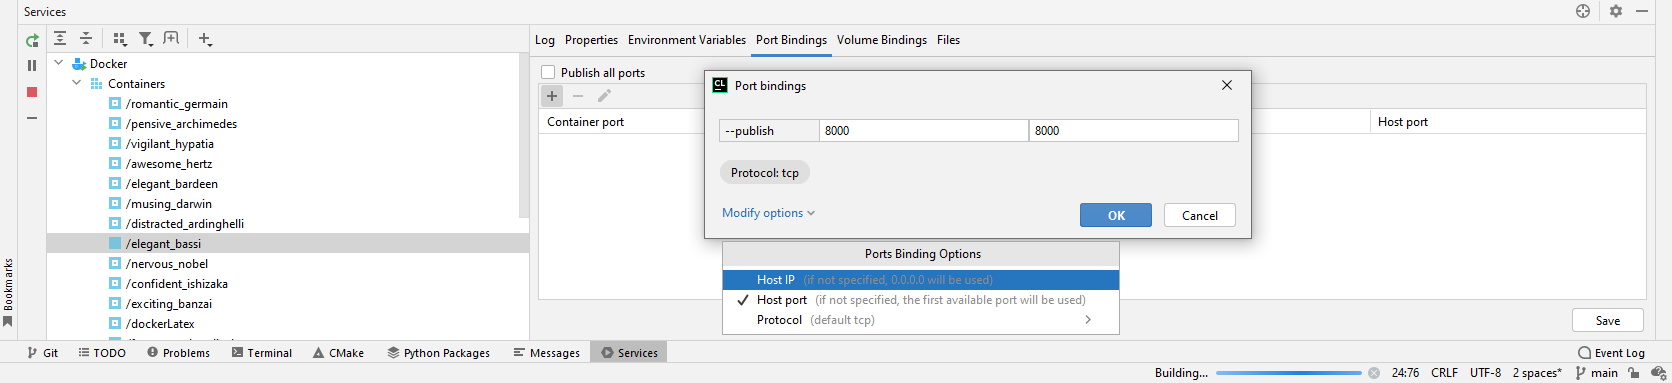 Services
Log Properties Environment Variables Port Bindings Volume Bindings Files
Docker
Containers
/romantic_germain
/pensive_archimedes
/vigilant_hypatia
/awesome_hertz
/elegant_bardeen
/musing_darwin
/distracted_ardinghelli
/elegant_bassi
/nervous_nobel
/confident_ishizaka
/exciting_banzai
/dockerLatex
Publish all ports
Container port
Host port
CL
Port bindings
--publish 8000 8000
Protocol: tcp
Modify options
OK Cancel
Ports Binding Options
Host IP (if not specified, 0.0.0.0 will be used)
Host port (if not specified, the first available port will be used)
Protocol (default tcp)
Save
Bookmarks
Git TODO Problems Terminal CMake Python Packages Messages Services Event Log
Building... 24:76 CRLF UTF-8 2 spaces* main